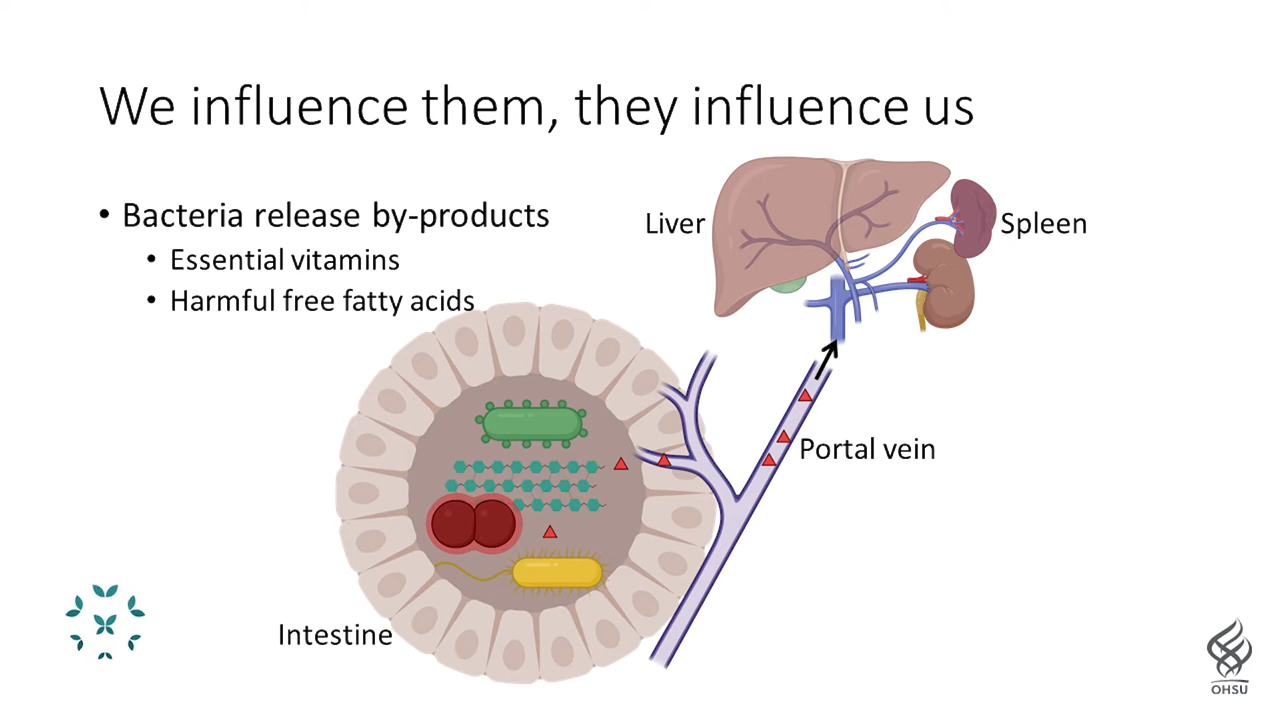 We influence them, they influence us
• Bacteria release by-products
• Essential vitamins
• Harmful free fatty acids
Liver
Spleen
Portal vein
Intestine
OHSU